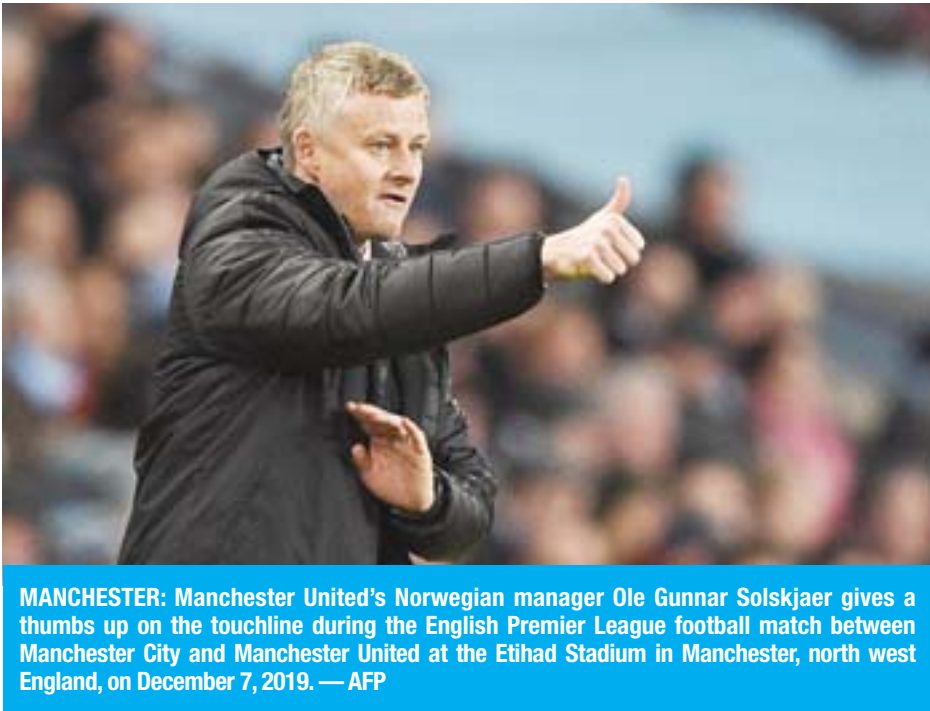 MANCHESTER: Manchester United’s Norwegian manager Ole Gunnar Solskjaer gives a
thumbs up on the touchline during the English Premier League football match between
Manchester City and Manchester United at the Etihad Stadium in Manchester, north west
England, on December 7, 2019. — AFP